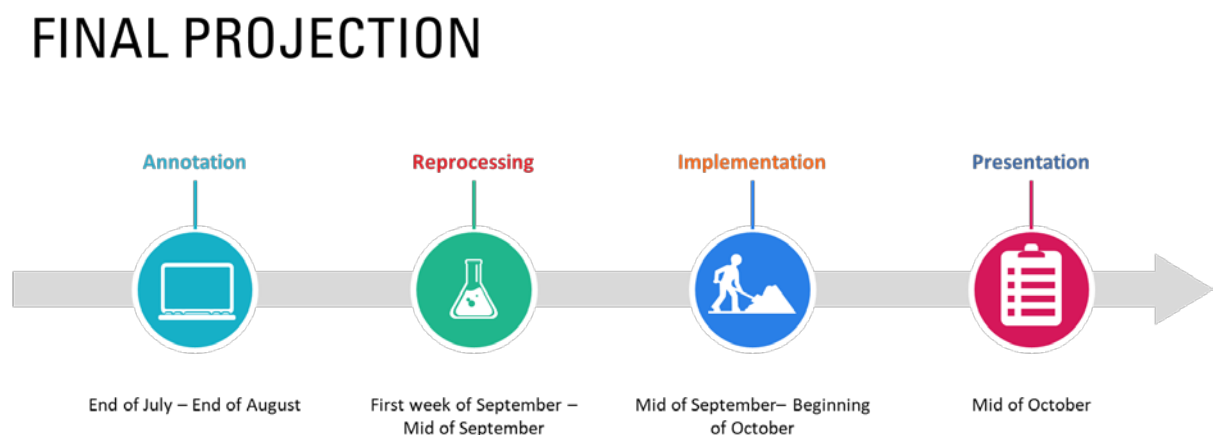 FINAL PROJECTION
Annotation
Reprocessing
Implementation
Presentation
End of July – End of August
First week of September –
Mid of September
Mid of September– Beginning
of October
Mid of October